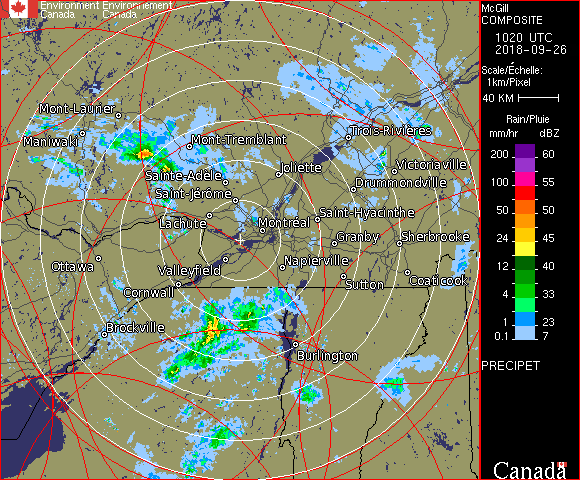 Environment Environnement
Canada Canada
Mont-Laurier
Maniwaki
Mont-Tremblant
Trois-Rivières
Sainte-Adèle
Joliette
Victoriaville
Saint-Jérôme
Drummondville
Lachute
Montréal
Saint-Hyacinthe
Granby
Sherbrooke
Ottawa
Valleyfield
Napierville
Cornwall
Sutton
Coaticook
Brockville
Burlington
McGill
COMPOSITE
1020 UTC
2018-09-26
Scale/Échelle:
1km/Pixel
40 KM
Rain/Pluie
mm/hr dBZ
200 60
100 55
50 50
24 45
12 40
4 33
1 23
0.1 7
PRECIPET
Canada